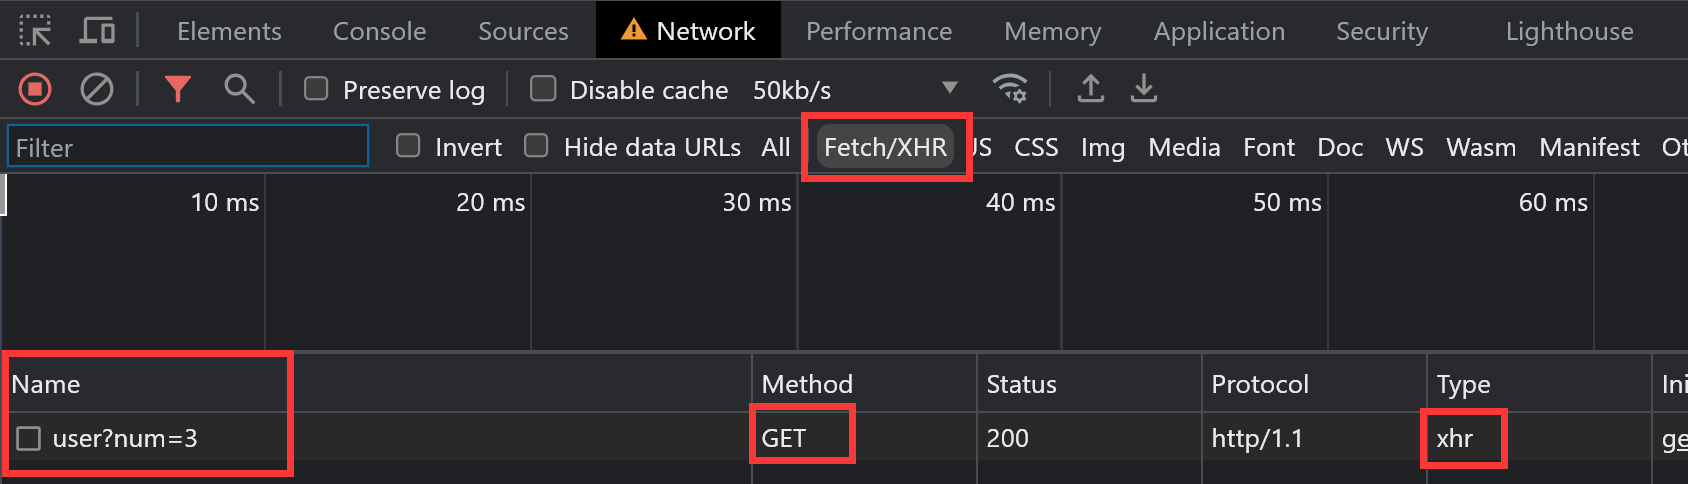 Elements Console Sources Network Performance Memory Application Security Lighthouse
Preserve log Disable cache 50kb/s
Filter Invert Hide data URLs All Fetch/XHR JS CSS Img Media Font Doc WS Wasm Manifest Ot
10 ms 20 ms 30 ms 40 ms 50 ms 60 ms
Name Method Status Protocol Type Ini
user?num=3 GET 200 http/1.1 xhr ge